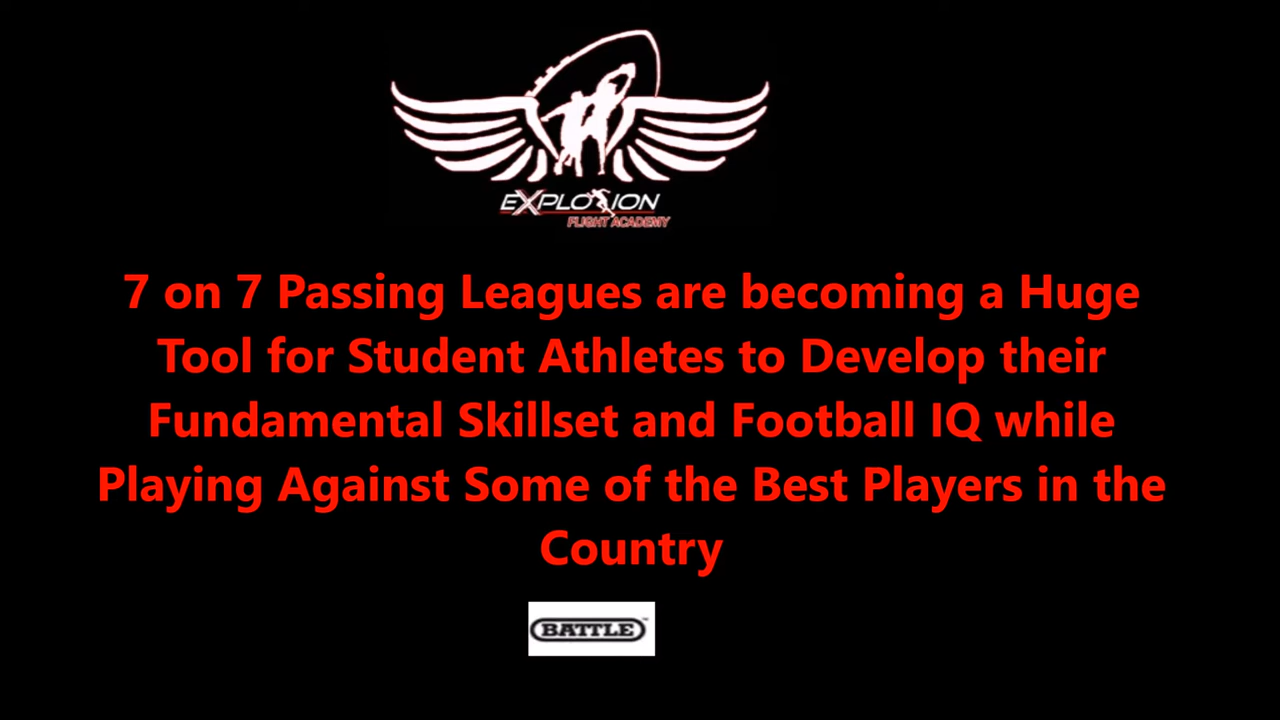 EXPLOSION
FLIGHT ACADEMY
7 on 7 Passing Leagues are becoming a Huge
Tool for Student Athletes to Develop their
Fundamental Skillset and Football IQ while
Playing Against Some of the Best Players in the
Country
BATTLE™